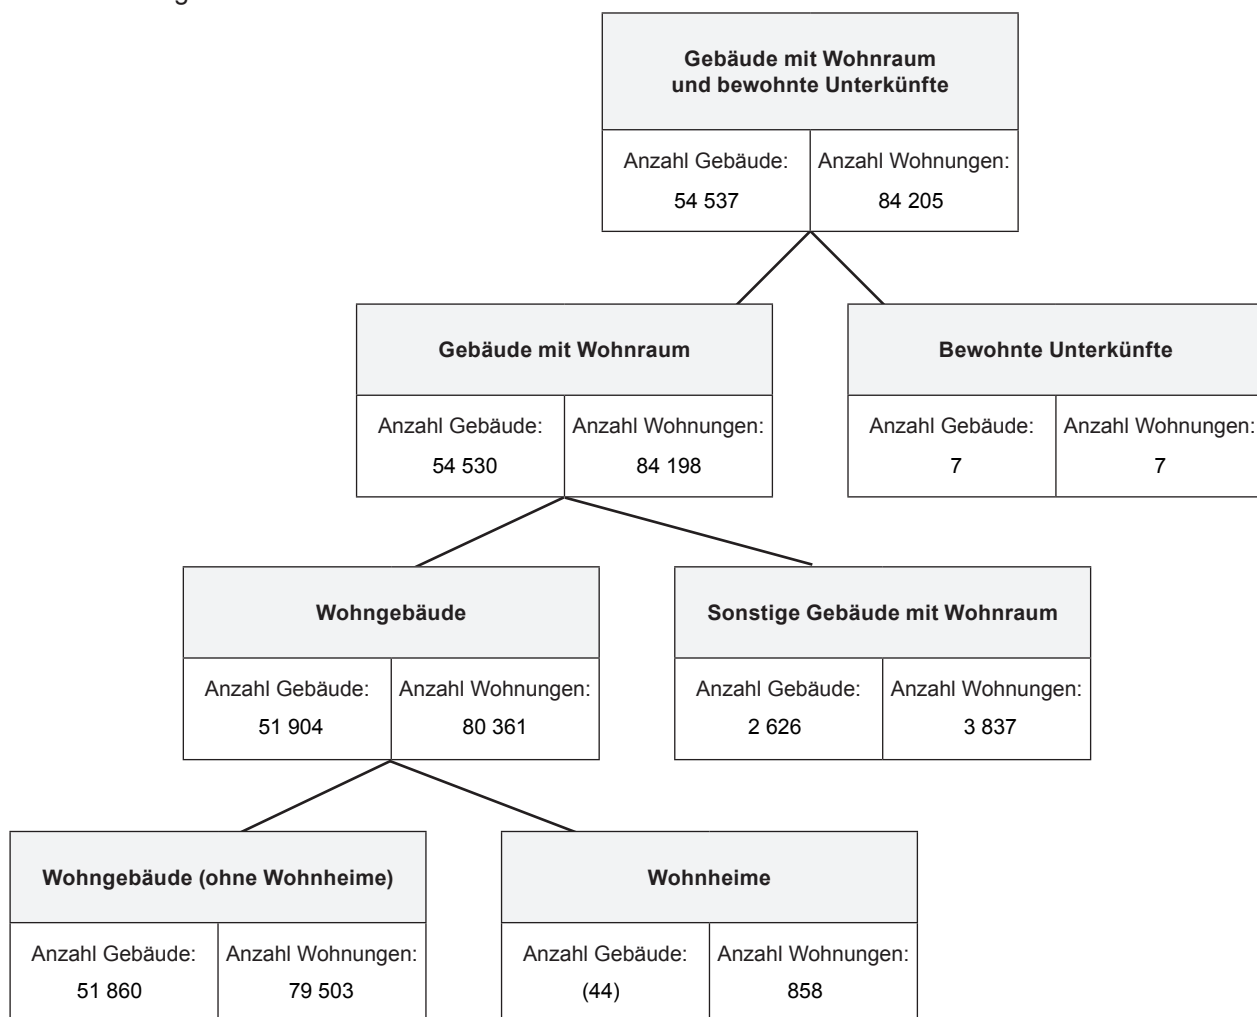 Gebäude mit Wohnraum
und bewohnte Unterkünfte
Anzahl Gebäude: Anzahl Wohnungen:
54 537 84 205
Gebäude mit Wohnraum
Anzahl Gebäude: Anzahl Wohnungen:
54 530 84 198
Bewohnte Unterkünfte
Anzahl Gebäude: Anzahl Wohnungen:
7 7
Wohngebäude
Anzahl Gebäude: Anzahl Wohnungen:
51 904 80 361
Sonstige Gebäude mit Wohnraum
Anzahl Gebäude: Anzahl Wohnungen:
2 626 3 837
Wohngebäude (ohne Wohnheime)
Anzahl Gebäude: Anzahl Wohnungen:
51 860 79 503
Wohnheime
Anzahl Gebäude: Anzahl Wohnungen:
(44) 858